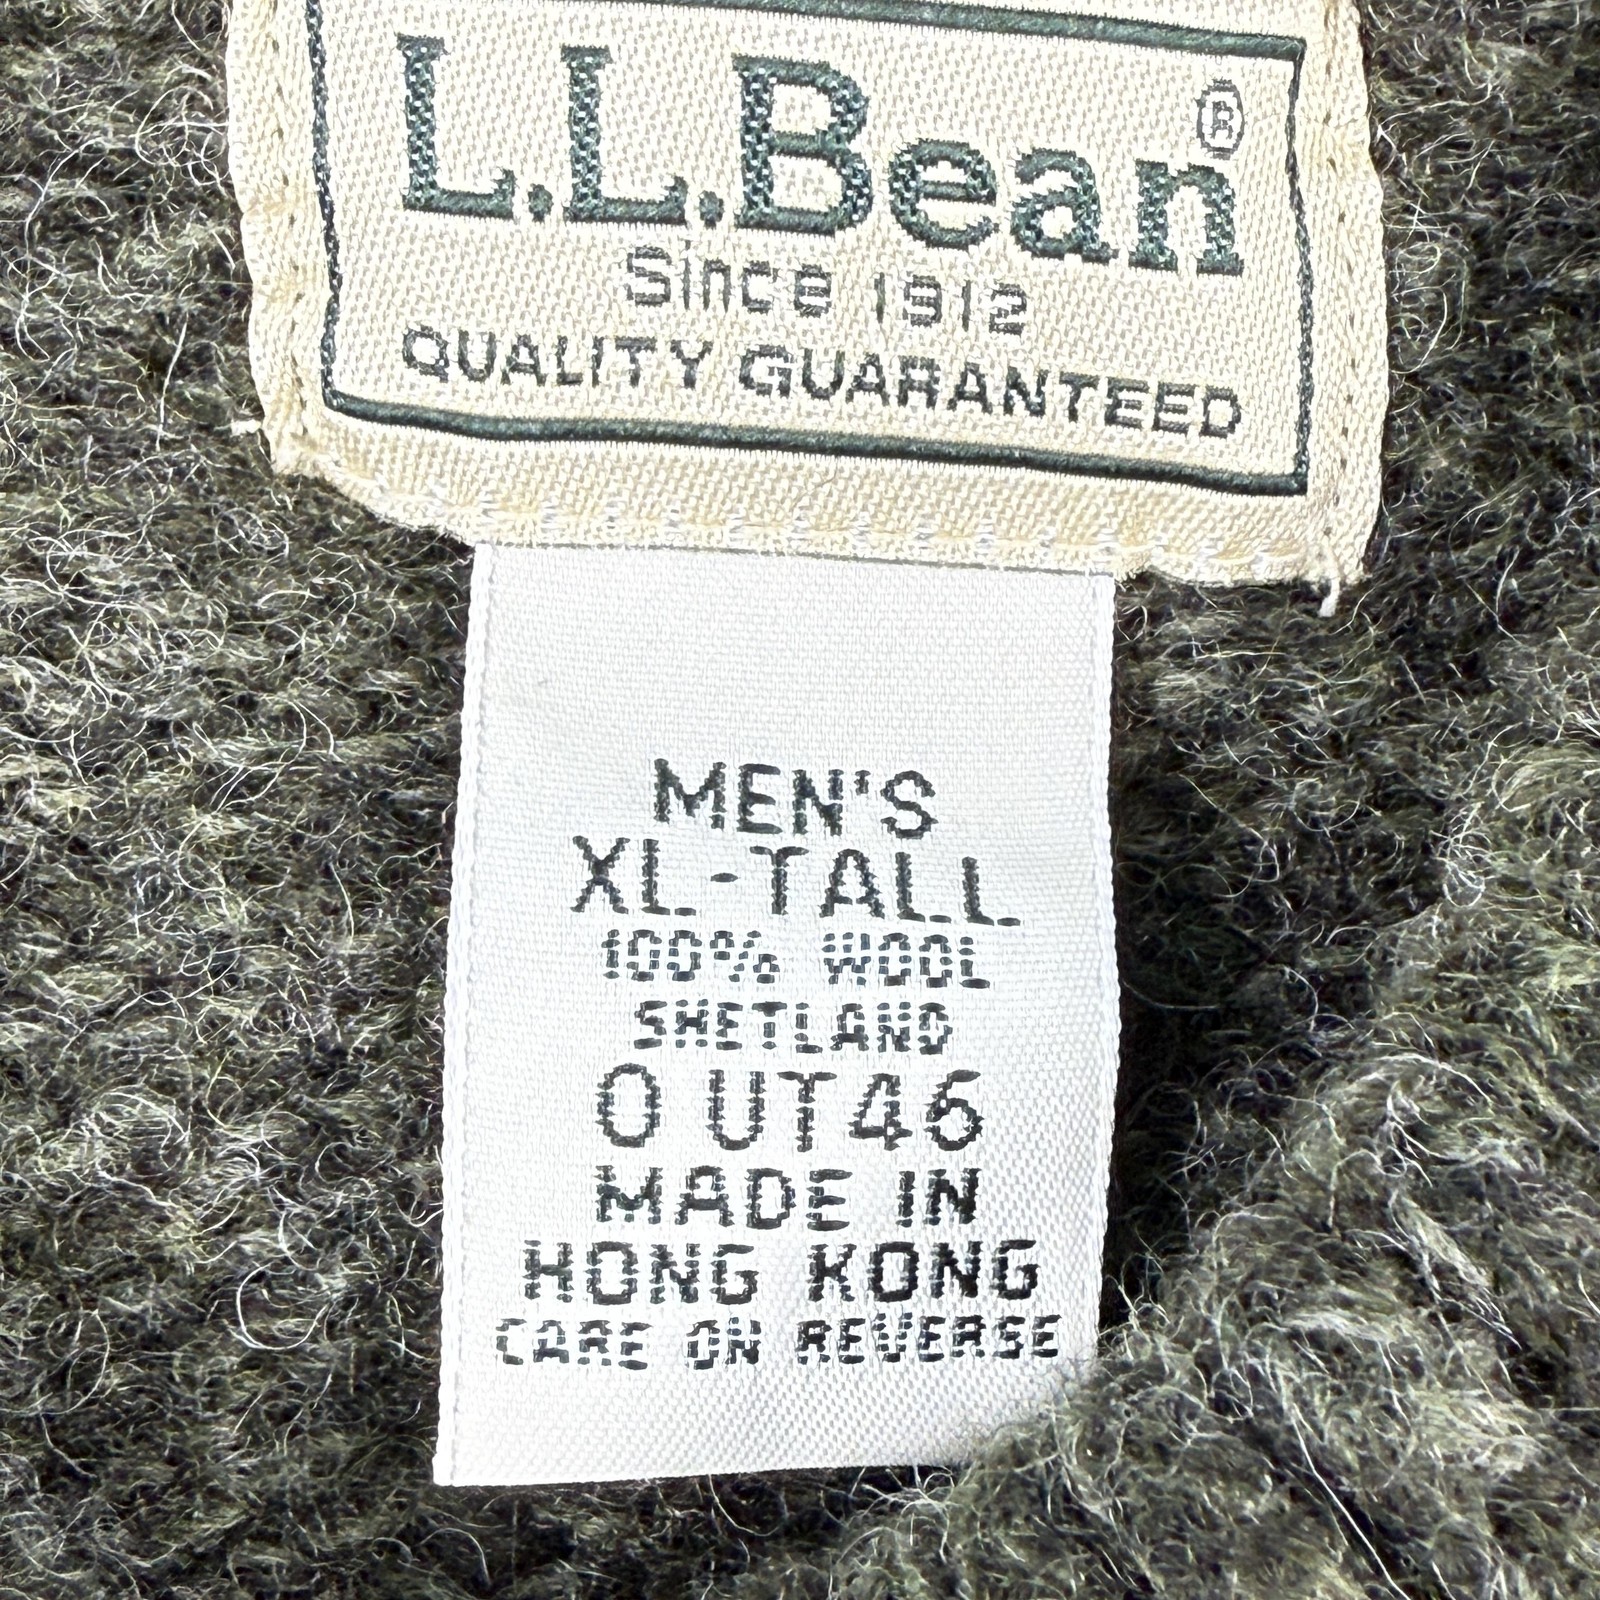 L.L.Bean®
Since 1912
QUALITY GUARANTEED
MEN'S
XL-TALL
100% WOOL
SHETLAND
0 UT46
MADE IN
HONG KONG
CARE ON REVERSE